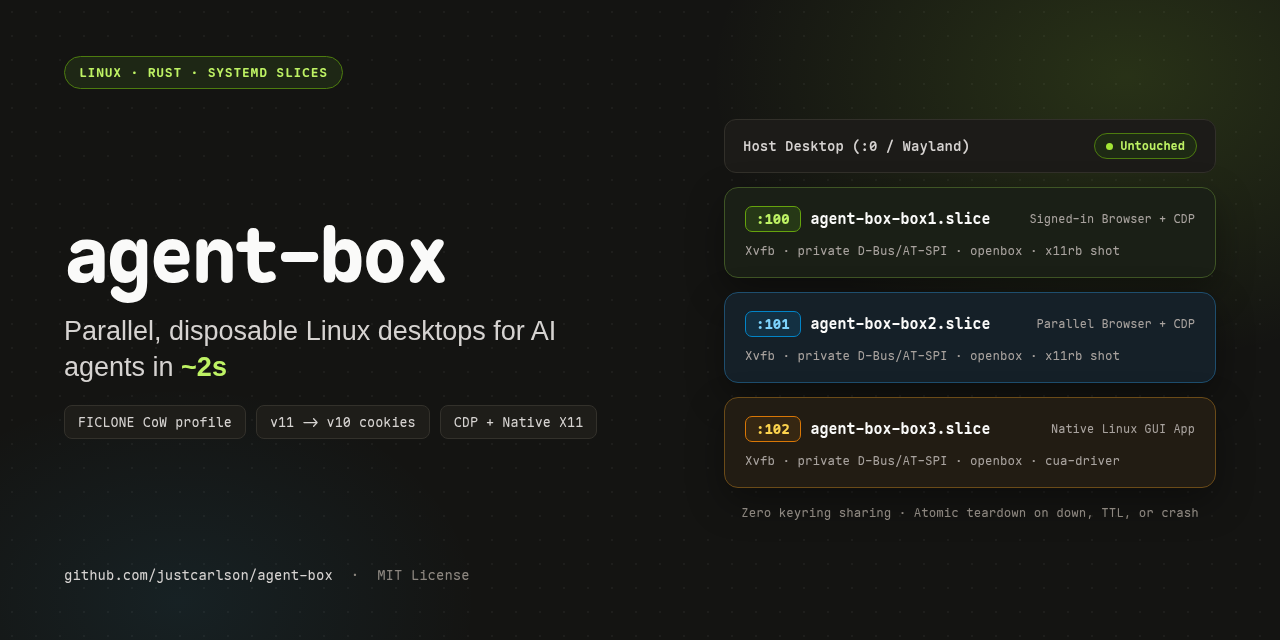 LINUX · RUST · SYSTEMD SLICES
agent-box
Parallel, disposable Linux desktops for AI
agents in ~2s
FICLONE CoW profile
v11 → v10 cookies
CDP + Native X11
github.com/justcarlson/agent-box · MIT License
Host Desktop (:0 / Wayland)
Untouched
:100 agent-box-box1.slice Signed-in Browser + CDP
Xvfb · private D-Bus/AT-SPI · openbox · x11rb shot
:101 agent-box-box2.slice Parallel Browser + CDP
Xvfb · private D-Bus/AT-SPI · openbox · x11rb shot
:102 agent-box-box3.slice Native Linux GUI App
Xvfb · private D-Bus/AT-SPI · openbox · cua-driver
Zero keyring sharing · Atomic teardown on down, TTL, or crash